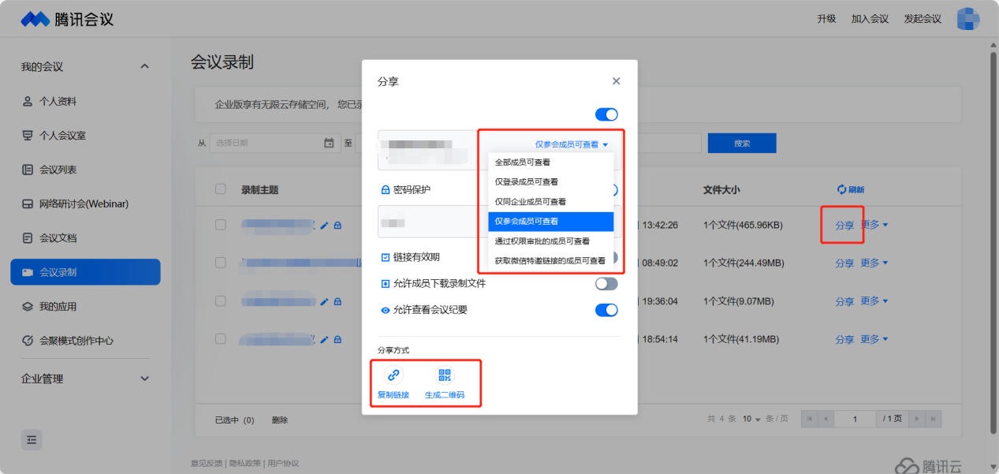 腾讯会议
升级 加入会议 发起会议
我的会议
个人资料
个人会议室
会议列表
网络研讨会(Webinar)
会议文档
会议录制
我的应用
会聚模式创作中心
企业管理
会议录制
企业版享有无限云存储空间， 您已录
从 选择日期 至
搜索
录制主题 文件大小 刷新
13:42:26 1个文件(465.96KB) 分享 更多
08:49:02 1个文件(244.49MB) 分享 更多
19:36:04 1个文件(9.07MB) 分享 更多
18:54:14 1个文件(41.19MB) 分享 更多
已选中 (0) 删除
共 4 条 10 条 / 页 1 / 1 页
意见反馈 | 隐私政策 | 用户协议
腾讯云
分享
仅参会成员可查看
全部成员可查看
仅登录成员可查看
仅同企业成员可查看
仅参会成员可查看
通过权限审批的成员可查看
获取微信特邀链接的成员可查看
密码保护
链接有效期
允许成员下载录制文件
允许查看会议纪要
分享方式
复制链接 生成二维码